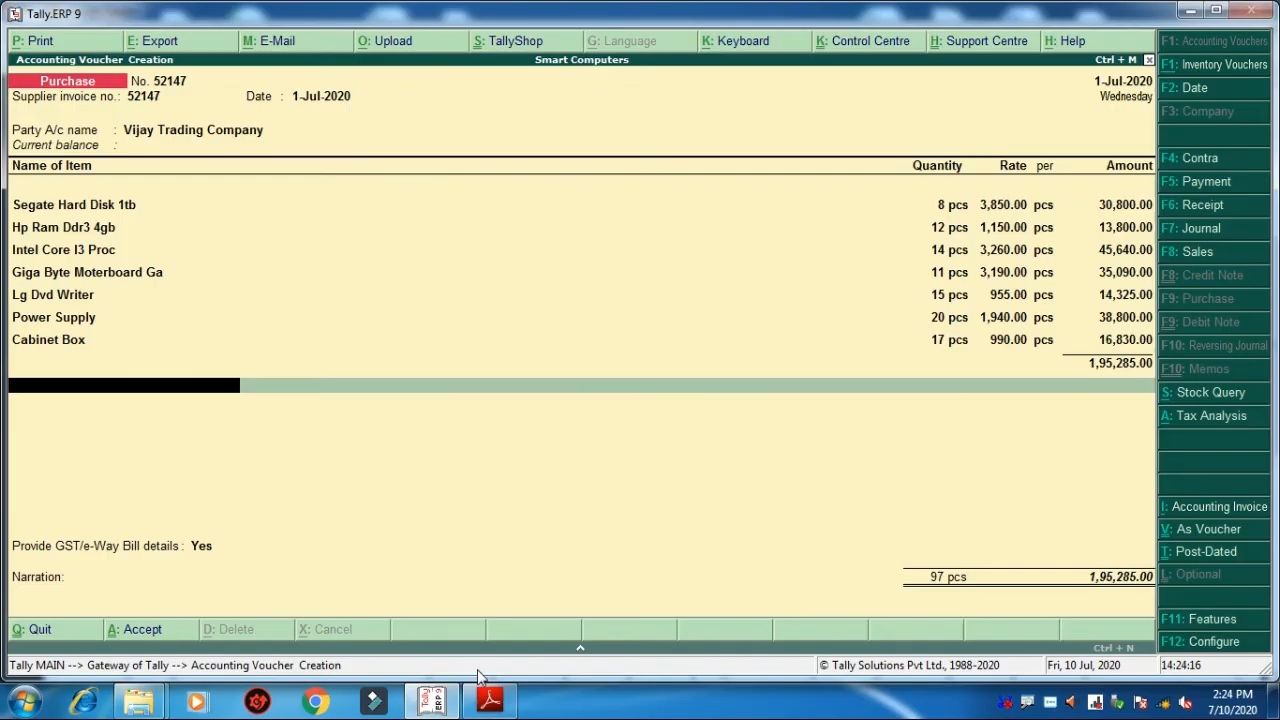 Tally.ERP 9
P: Print E: Export M: E-Mail O: Upload S: TallyShop G: Language K: Keyboard K: Control Centre H: Support Centre H: Help
Accounting Voucher Creation Smart Computers Ctrl + M
Purchase No. 52147 1-Jul-2020
Supplier invoice no.: 52147 Date : 1-Jul-2020 Wednesday
Party A/c name : Vijay Trading Company
Current balance :
Name of Item Quantity Rate per Amount
Segate Hard Disk 1tb 8 pcs 3,850.00 pcs 30,800.00
Hp Ram Ddr3 4gb 12 pcs 1,150.00 pcs 13,800.00
Intel Core I3 Proc 14 pcs 3,260.00 pcs 45,640.00
Giga Byte Moterboard Ga 11 pcs 3,190.00 pcs 35,090.00
Lg Dvd Writer 15 pcs 955.00 pcs 14,325.00
Power Supply 20 pcs 1,940.00 pcs 38,800.00
Cabinet Box 17 pcs 990.00 pcs 16,830.00
1,95,285.00
Provide GST/e-Way Bill details : Yes
Narration: 97 pcs 1,95,285.00
Q: Quit A: Accept D: Delete X: Cancel
Ctrl + N
Tally MAIN --> Gateway of Tally --> Accounting Voucher Creation © Tally Solutions Pvt Ltd., 1988-2020 Fri, 10 Jul, 2020 14:24:16
F1: Accounting Vouchers
F1: Inventory Vouchers
F2: Date
F3: Company
F4: Contra
F5: Payment
F6: Receipt
F7: Journal
F8: Sales
F8: Credit Note
F9: Purchase
F9: Debit Note
F10: Reversing Journal
F10: Memos
S: Stock Query
A: Tax Analysis
I: Accounting Invoice
V: As Voucher
T: Post-Dated
L: Optional
F11: Features
F12: Configure
Tally ERP 9
2:24 PM
7/10/2020